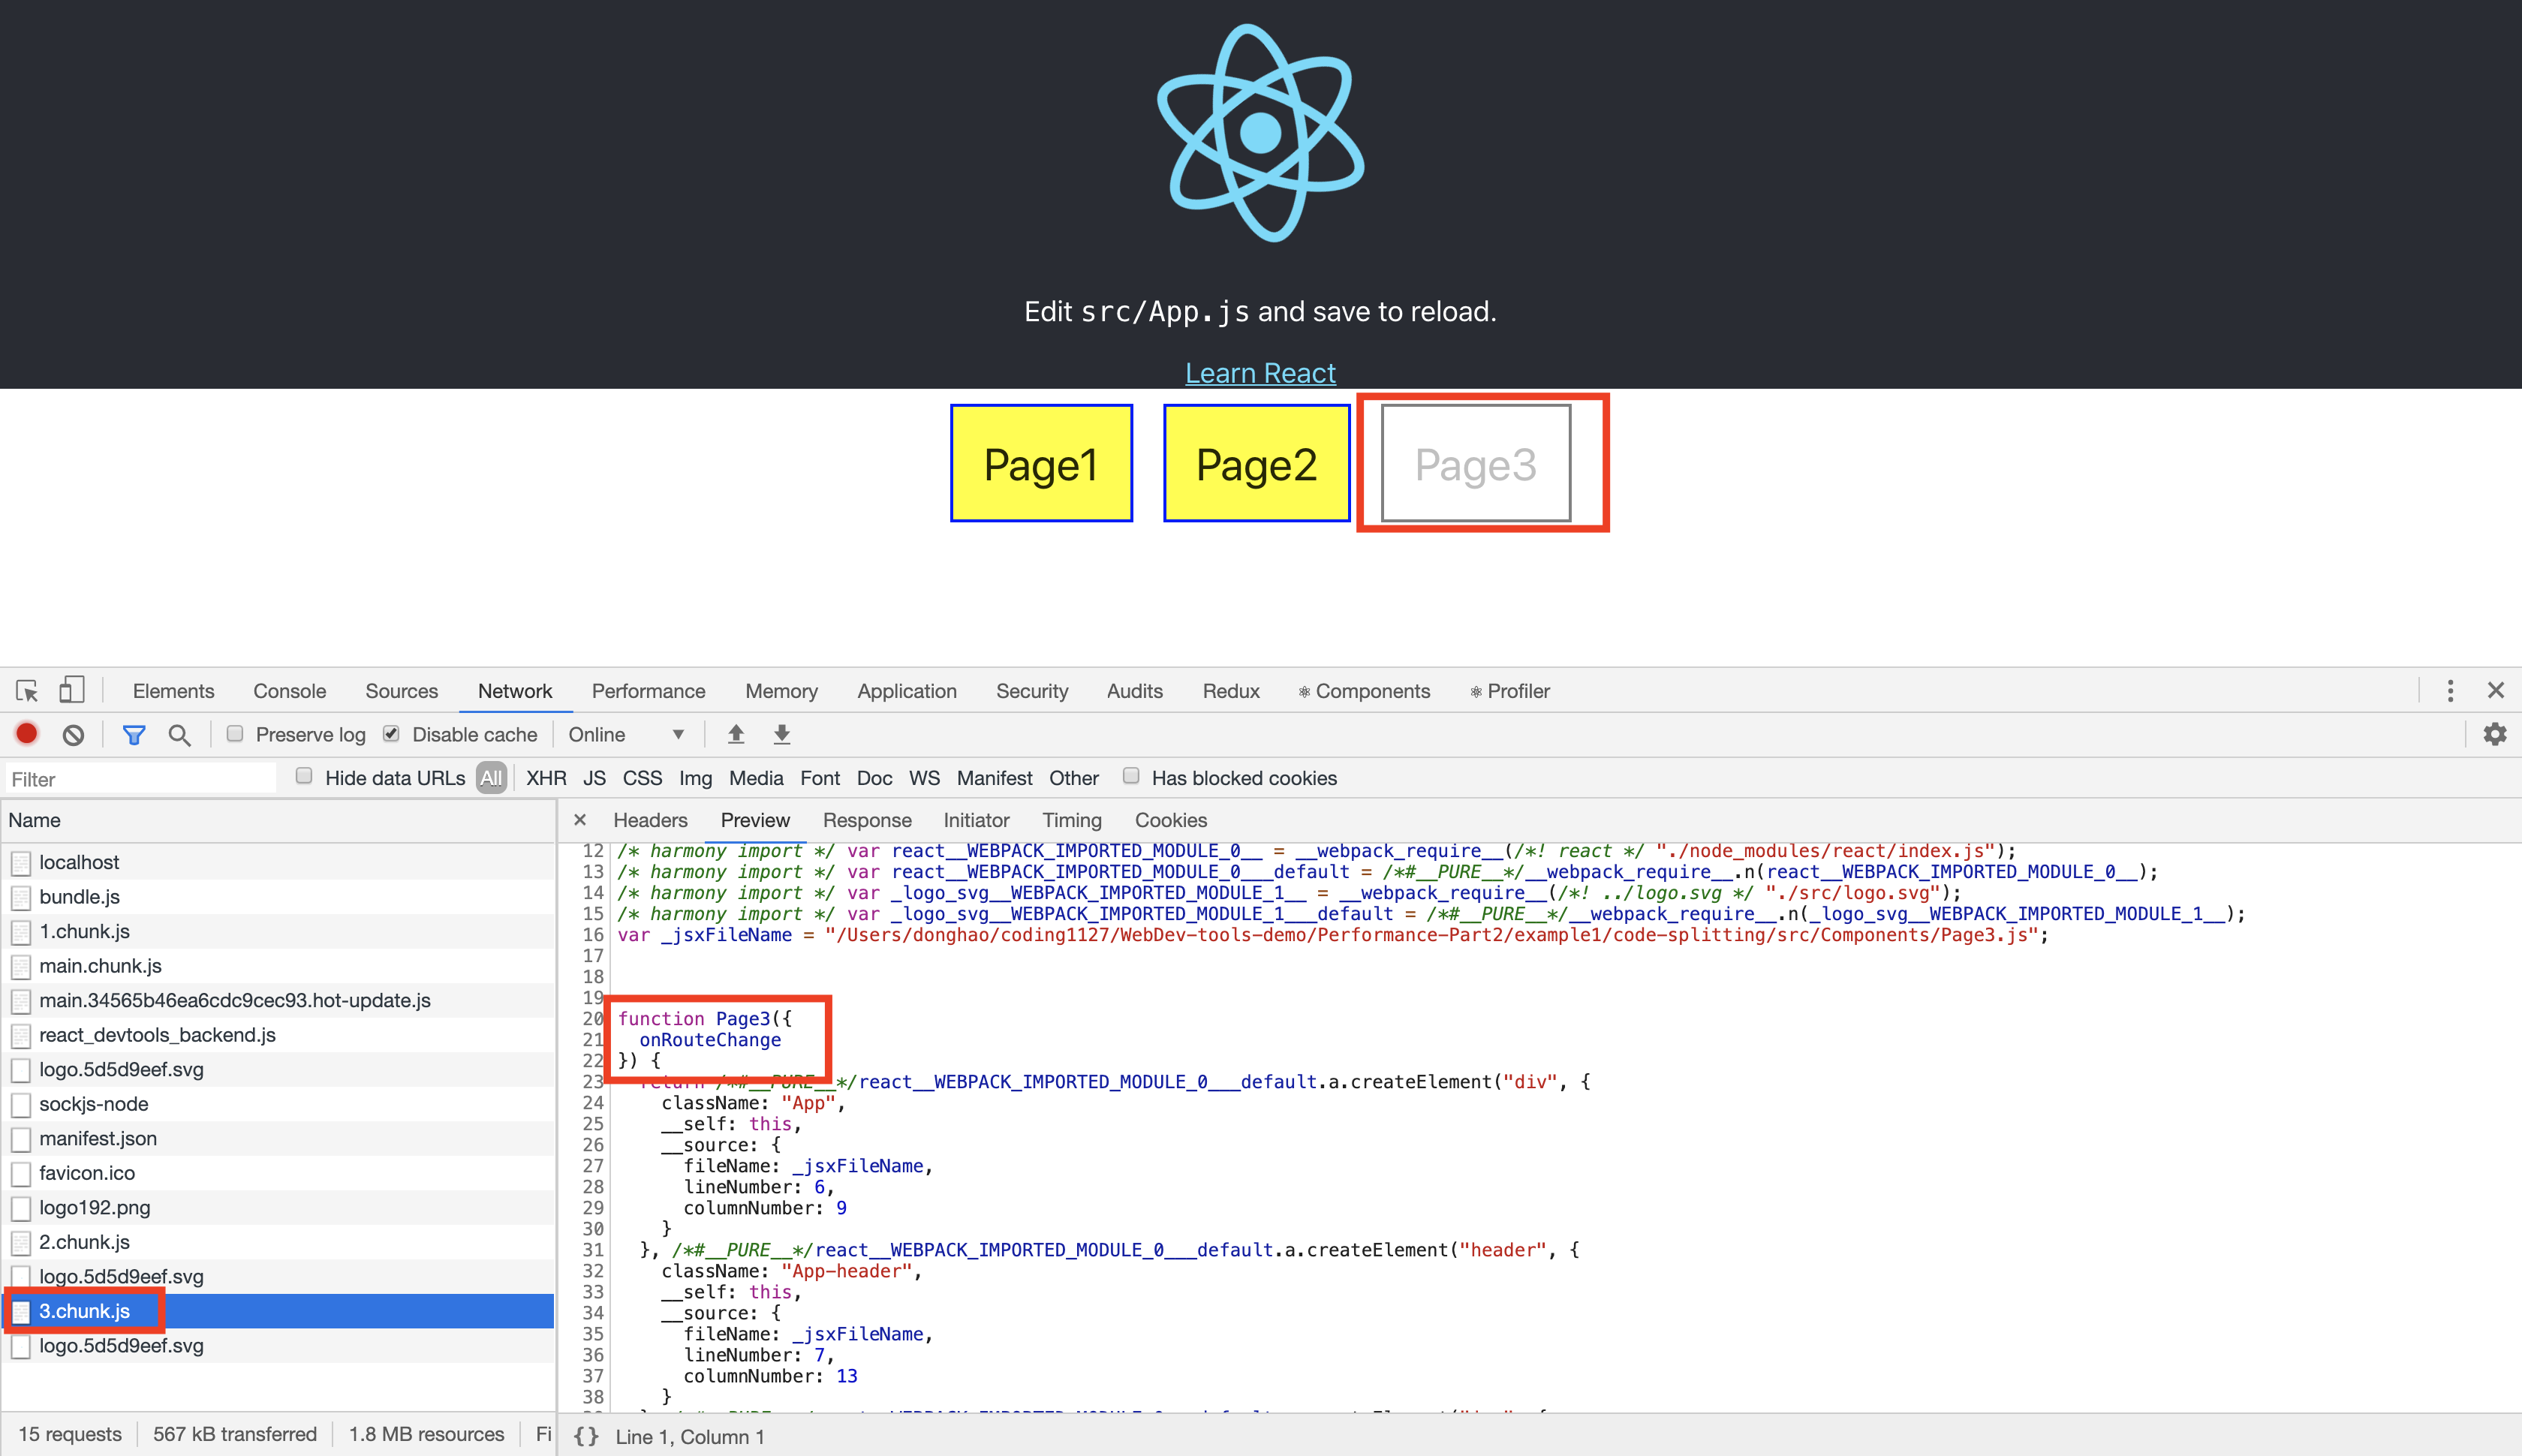 Edit src/App.js and save to reload.
Learn React
Page1 Page2 Page3
Elements Console Sources Network Performance Memory Application Security Audits Redux Components Profiler
Preserve log Disable cache Online
Filter Hide data URLs All XHR JS CSS Img Media Font Doc WS Manifest Other Has blocked cookies
Name
localhost
bundle.js
1.chunk.js
main.chunk.js
main.34565b46ea6cdc9cec93.hot-update.js
react_devtools_backend.js
logo.5d5d9eef.svg
sockjs-node
manifest.json
favicon.ico
logo192.png
2.chunk.js
logo.5d5d9eef.svg
3.chunk.js
logo.5d5d9eef.svg
15 requests 567 kB transferred 1.8 MB resources Fi
× Headers Preview Response Initiator Timing Cookies
12 /* harmony import */ var react__WEBPACK_IMPORTED_MODULE_0__ = __webpack_require__(/*! react */ "./node_modules/react/index.js");
13 /* harmony import */ var react__WEBPACK_IMPORTED_MODULE_0___default = /*#__PURE__*/__webpack_require__.n(react__WEBPACK_IMPORTED_MODULE_0__);
14 /* harmony import */ var _logo_svg__WEBPACK_IMPORTED_MODULE_1__ = __webpack_require__(/*! ../logo.svg */ "./src/logo.svg");
15 /* harmony import */ var _logo_svg__WEBPACK_IMPORTED_MODULE_1___default = /*#__PURE__*/__webpack_require__.n(_logo_svg__WEBPACK_IMPORTED_MODULE_1__);
16 var _jsxFileName = "/Users/donghao/coding1127/WebDev-tools-demo/Performance-Part2/example1/code-splitting/src/Components/Page3.js";
17
18
19
20 function Page3({
21 onRouteChange
22 }) {
23 return /*#__PURE__*/react__WEBPACK_IMPORTED_MODULE_0___default.a.createElement("div", {
24 className: "App",
25 __self: this,
26 __source: {
27 fileName: _jsxFileName,
28 lineNumber: 6,
29 columnNumber: 9
30 }
31 }, /*#__PURE__*/react__WEBPACK_IMPORTED_MODULE_0___default.a.createElement("header", {
32 className: "App-header",
33 __self: this,
34 __source: {
35 fileName: _jsxFileName,
36 lineNumber: 7,
37 columnNumber: 13
38 }
{} Line 1, Column 1